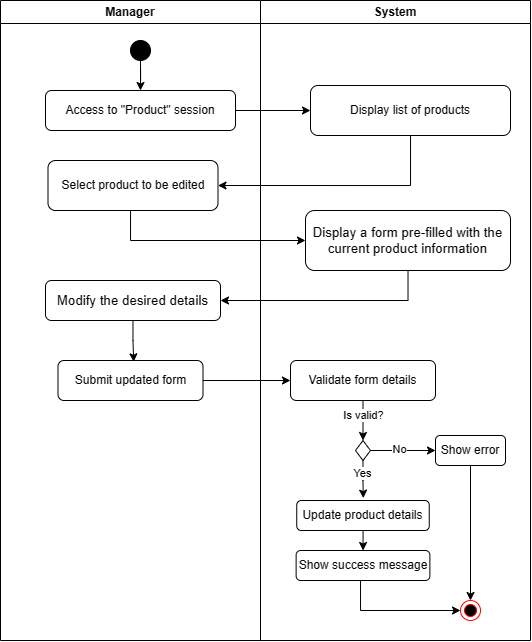 Manager
System
Access to "Product" session
Display list of products
Select product to be edited
Display a form pre-filled with the
current product information
Modify the desired details
Submit updated form
Validate form details
Is valid?
No
Show error
Yes
Update product details
Show success message